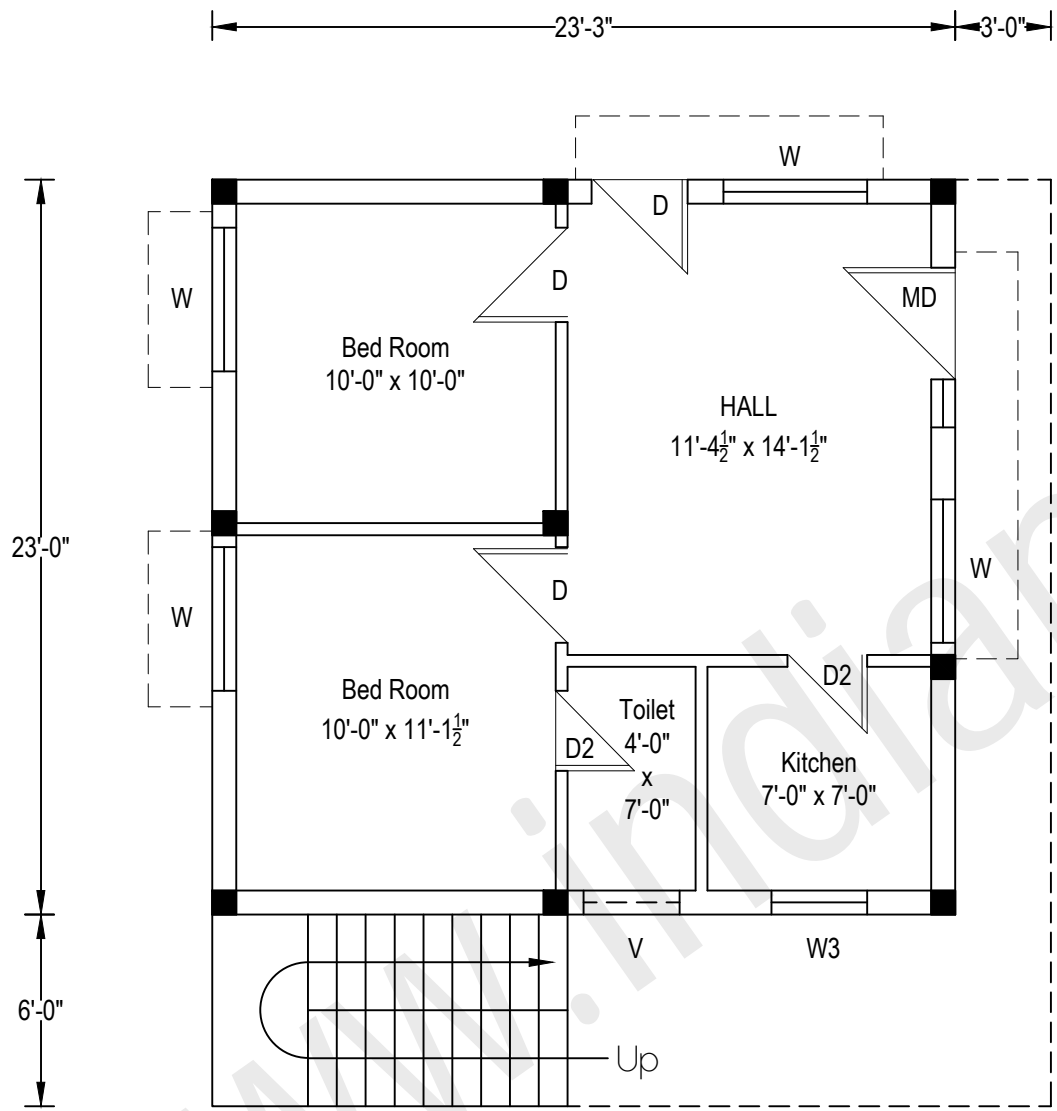 23'-3"
3'-0"
W
D
W
D
MD
Bed Room
10'-0" x 10'-0"
HALL
11'-4½" x 14'-1½"
23'-0"
W
D
W
Bed Room
10'-0" x 11'-1½"
D2
Toilet
4'-0"
x
7'-0"
D2
Kitchen
7'-0" x 7'-0"
V
W3
6'-0"
Up